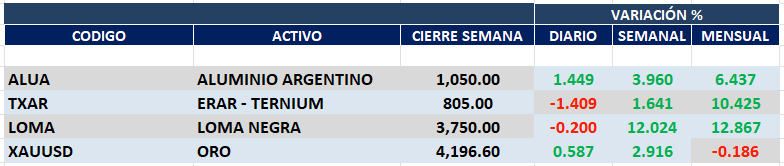 VARIACIÓN %
CODIGO ACTIVO CIERRE SEMANA DIARIO SEMANAL MENSUAL
ALUA ALUMINIO ARGENTINO 1,050.00 1.449 3.960 6.437
TXAR ERAR - TERNIUM 805.00 -1.409 1.641 10.425
LOMA LOMA NEGRA 3,750.00 -0.200 12.024 12.867
XAUUSD ORO 4,196.60 0.587 2.916 -0.186